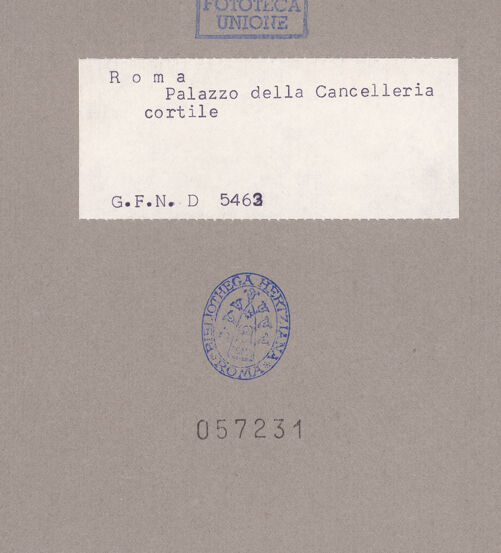 FOTOTECA
UNIONE
Roma
Palazzo della Cancelleria
cortile
G.F.N. D 5463
BIBLIOTHECA HERTZIANA
ROMA
057231